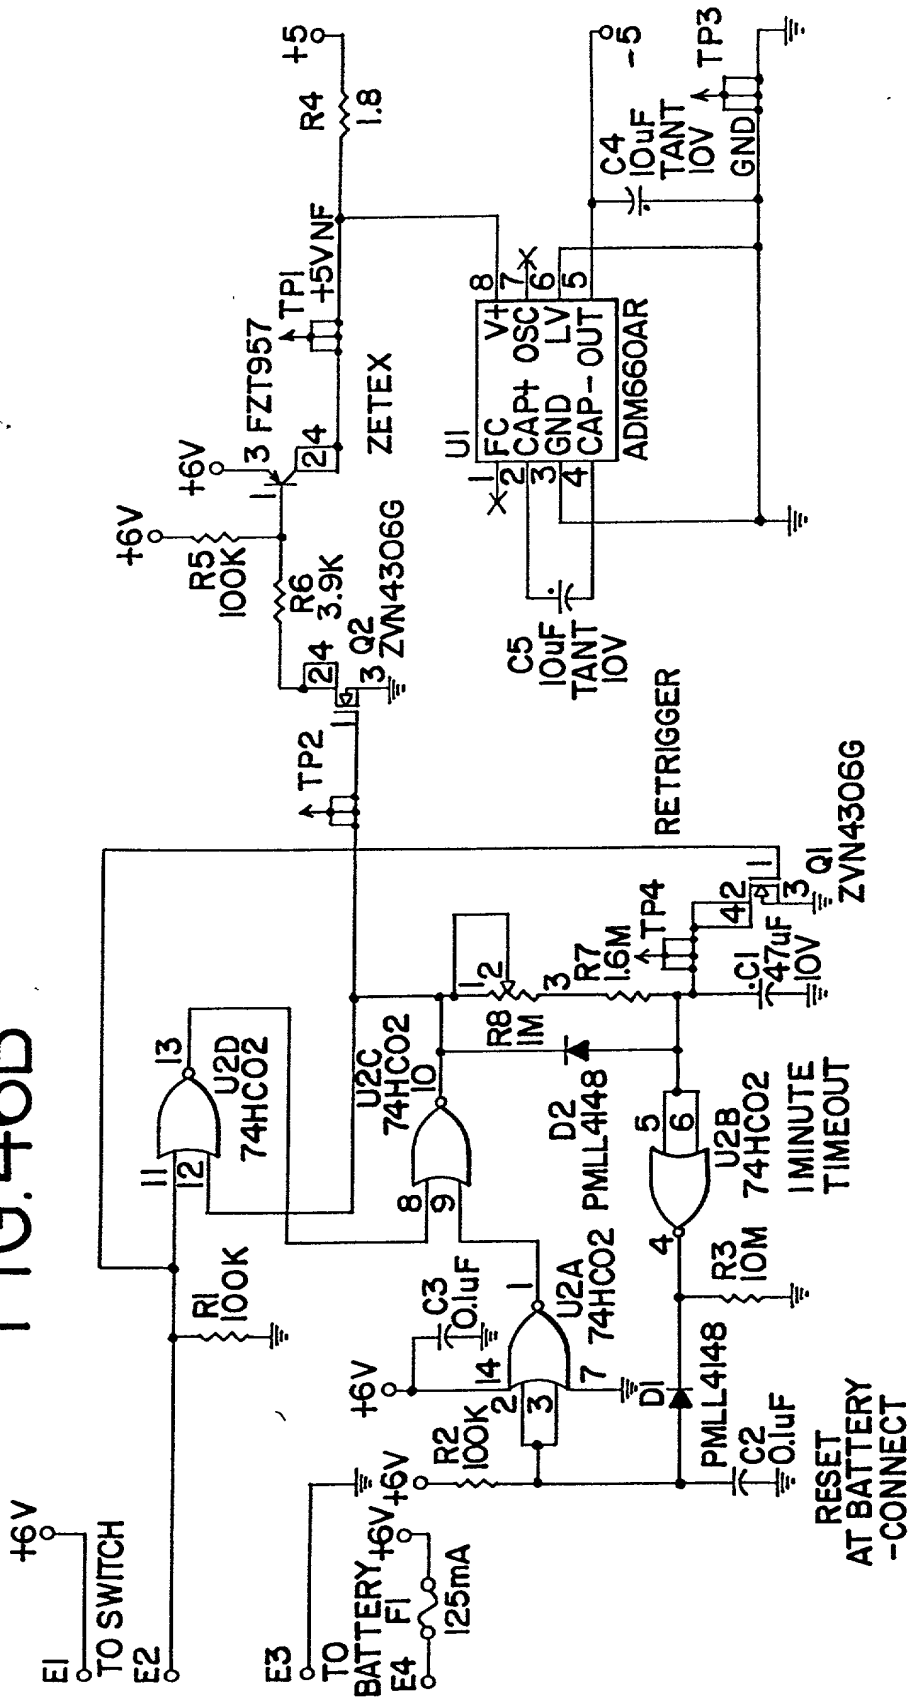 FIG. 46B
E1
+6V
TO SWITCH
E2
R1
100K
11
12
13
U2D
74HC02
E3
TO
BATTERY
E4
F1
125mA
+6V
+6V
R2
100K
+6V
C3
0.1uF
14
2
3
1
7
U2A
74HC02
8
9
10
U2C
74HC02
R8
1M
1
2
3
D2
PMLL4148
R7
1.6M
TP4
RETRIGGER
D1
PMLL4148
C2
0.1uF
RESET
AT BATTERY
-CONNECT
R3
10M
4
5
6
U2B
74HC02
1 MINUTE
TIMEOUT
C1
47uF
10V
4
2
1
3
Q1
ZVN4306G
TP2
1
2
4
3
Q2
ZVN4306G
R6
3.9K
R5
100K
+6V
+6V
1
3
2
4
FZT957
ZETEX
TP1
+5VNF
R4
1.8
+5
C5
10uF
TANT
10V
U1
1
FC
V+
8
2
CAP+
OSC
7
3
GND
LV
6
4
CAP-
OUT
5
ADM660AR
C4
10uF
TANT
10V
-5
GND
TP3